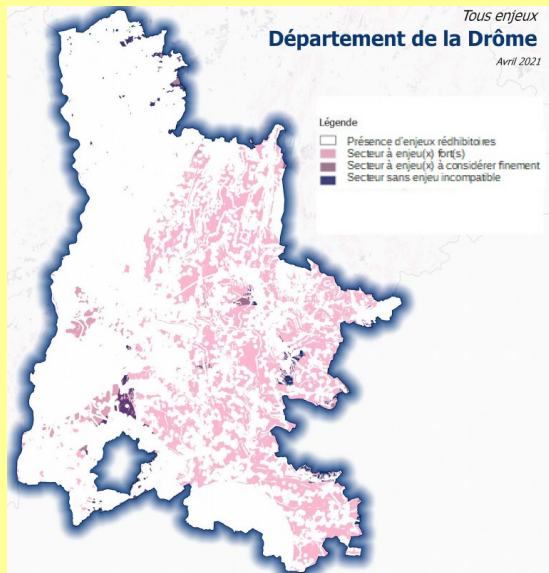 Tous enjeux
Département de la Drôme
Avril 2021
Légende
Présence d'enjeux rédhibitoires
Secteur à enjeu(x) fort(s)
Secteur à enjeu(x) à considérer finement
Secteur sans enjeu incompatible